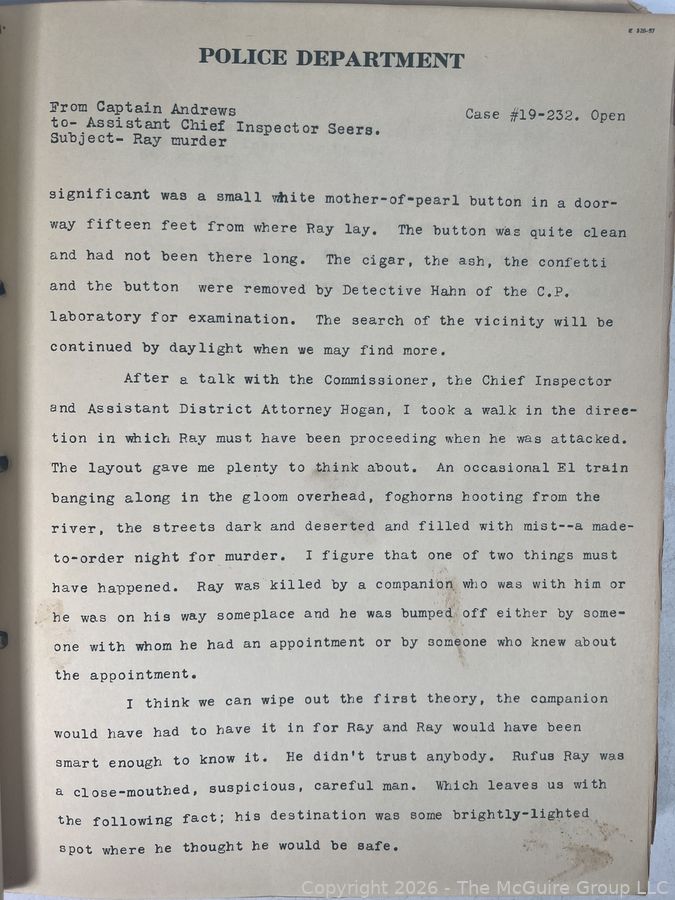 E 326-57
POLICE DEPARTMENT
From Captain Andrews
Case #19-232. Open
to- Assistant Chief Inspector Seers.
Subject- Ray murder
significant was a small white mother-of-pearl button in a door-
way fifteen feet from where Ray lay. The button was quite clean
and had not been there long. The cigar, the ash, the confetti
and the button were removed by Detective Hahn of the C.P.
laboratory for examination. The search of the vicinity will be
continued by daylight when we may find more.
After a talk with the Commissioner, the Chief Inspector
and Assistant District Attorney Hogan, I took a walk in the direc-
tion in which Ray must have been proceeding when he was attacked.
The layout gave me plenty to think about. An occasional El train
banging along in the gloom overhead, foghorns hooting from the
river, the streets dark and deserted and filled with mist--a made-
to-order night for murder. I figure that one of two things must
have happened. Ray was killed by a companion who was with him or
he was on his way someplace and he was bumped off either by some-
one with whom he had an appointment or by someone who knew about
the appointment.
I think we can wipe out the first theory, the companion
would have had to have it in for Ray and Ray would have been
smart enough to know it. He didn't trust anybody. Rufus Ray was
a close-mouthed, suspicious, careful man. Which leaves us with
the following fact; his destination was some brightly-lighted
spot where he thought he would be safe.
Copyright 2026 - The McGuire Group LLC